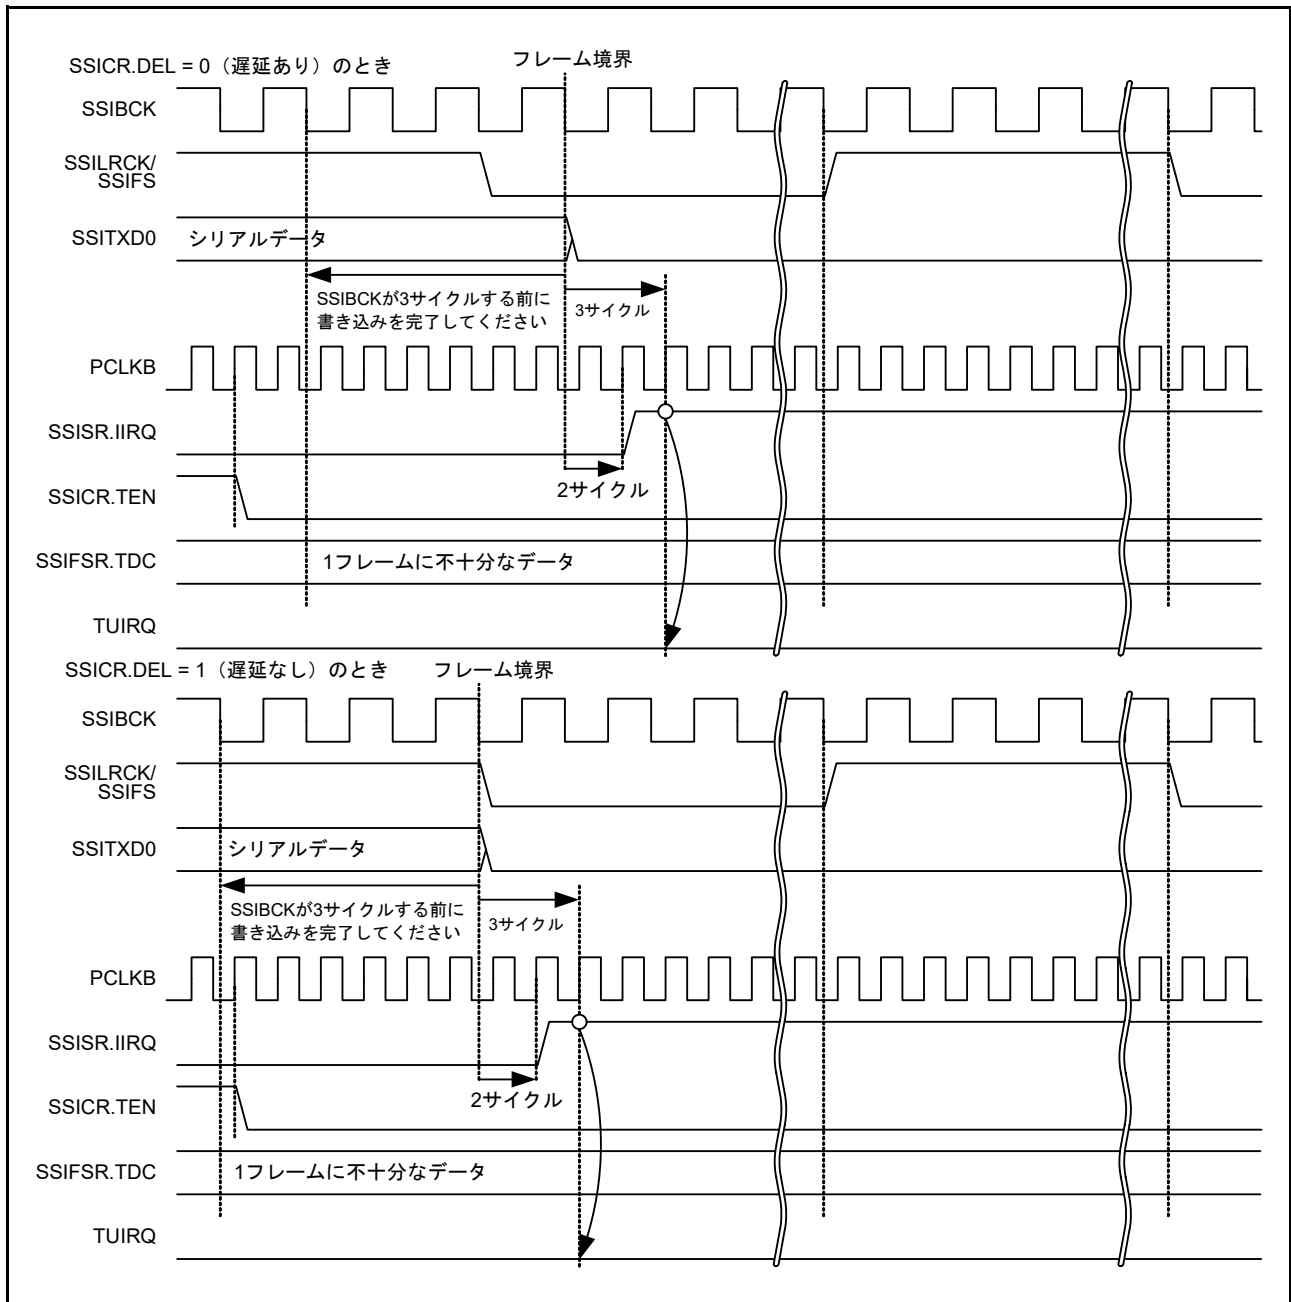 SSICR.DEL = 0（遅延あり）のとき
フレーム境界
SSIBCK
SSILRCK/
SSIFS
SSITXD0
シリアルデータ
SSIBCKが3サイクルする前に
書き込みを完了してください
3サイクル
PCLKB
SSISR.IIRQ
2サイクル
SSICR.TEN
SSIFSR.TDC
1フレームに不十分なデータ
TUIRQ
SSICR.DEL = 1（遅延なし）のとき
フレーム境界
SSIBCK
SSILRCK/
SSIFS
SSITXD0
シリアルデータ
SSIBCKが3サイクルする前に
書き込みを完了してください
3サイクル
PCLKB
SSISR.IIRQ
2サイクル
SSICR.TEN
SSIFSR.TDC
1フレームに不十分なデータ
TUIRQ